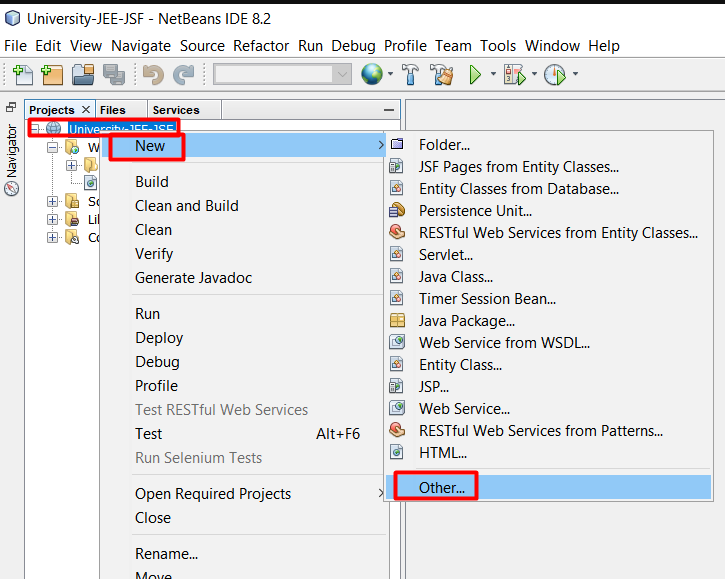 University-JEE-JSF - NetBeans IDE 8.2
File Edit View Navigate Source Refactor Run Debug Profile Team Tools Window Help
Projects Files Services
Navigator
University-JEE-JSF
W
So
Li
Co
New
Build
Clean and Build
Clean
Verify
Generate Javadoc
Run
Deploy
Debug
Profile
Test RESTful Web Services
Test Alt+F6
Run Selenium Tests
Open Required Projects
Close
Rename...
Move
Folder...
JSF Pages from Entity Classes...
Entity Classes from Database...
Persistence Unit...
RESTful Web Services from Entity Classes...
Servlet...
Java Class...
Timer Session Bean...
Java Package...
Web Service from WSDL...
Entity Class...
JSP...
Web Service...
RESTful Web Services from Patterns...
HTML...
Other...